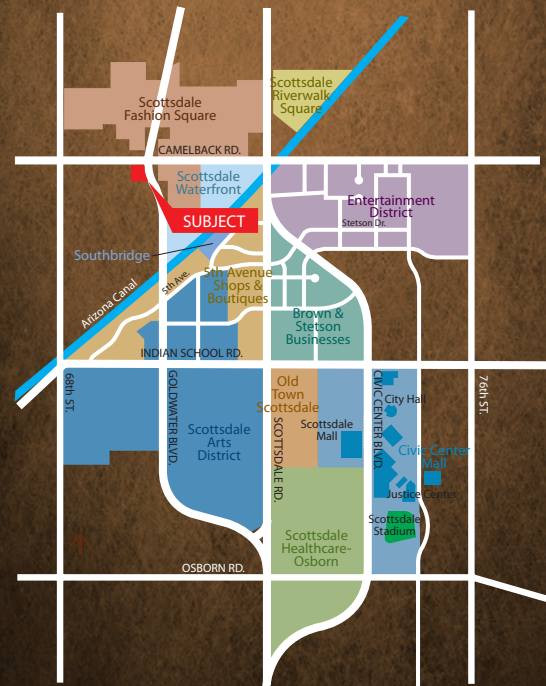 Scottsdale
Riverwalk
Square
Scottsdale
Fashion Square
CAMELBACK RD.
Scottsdale
Waterfront
Entertainment
District
SUBJECT
Stetson Dr.
Southbridge
5th Avenue
Shops &
Boutiques
5th Ave.
Arizona Canal
Brown &
Stetson
Businesses
INDIAN SCHOOL RD.
68th ST.
GOLDWATER BLVD.
Old
Town
Scottsdale
CIVIC CENTER BLVD.
76th ST.
City Hall
Scottsdale
Mall
SCOTTSDALE RD.
Scottsdale
Arts
District
Civic Center
Mall
Justice Center
Scottsdale
Stadium
Scottsdale
Healthcare-
Osborn
OSBORN RD.